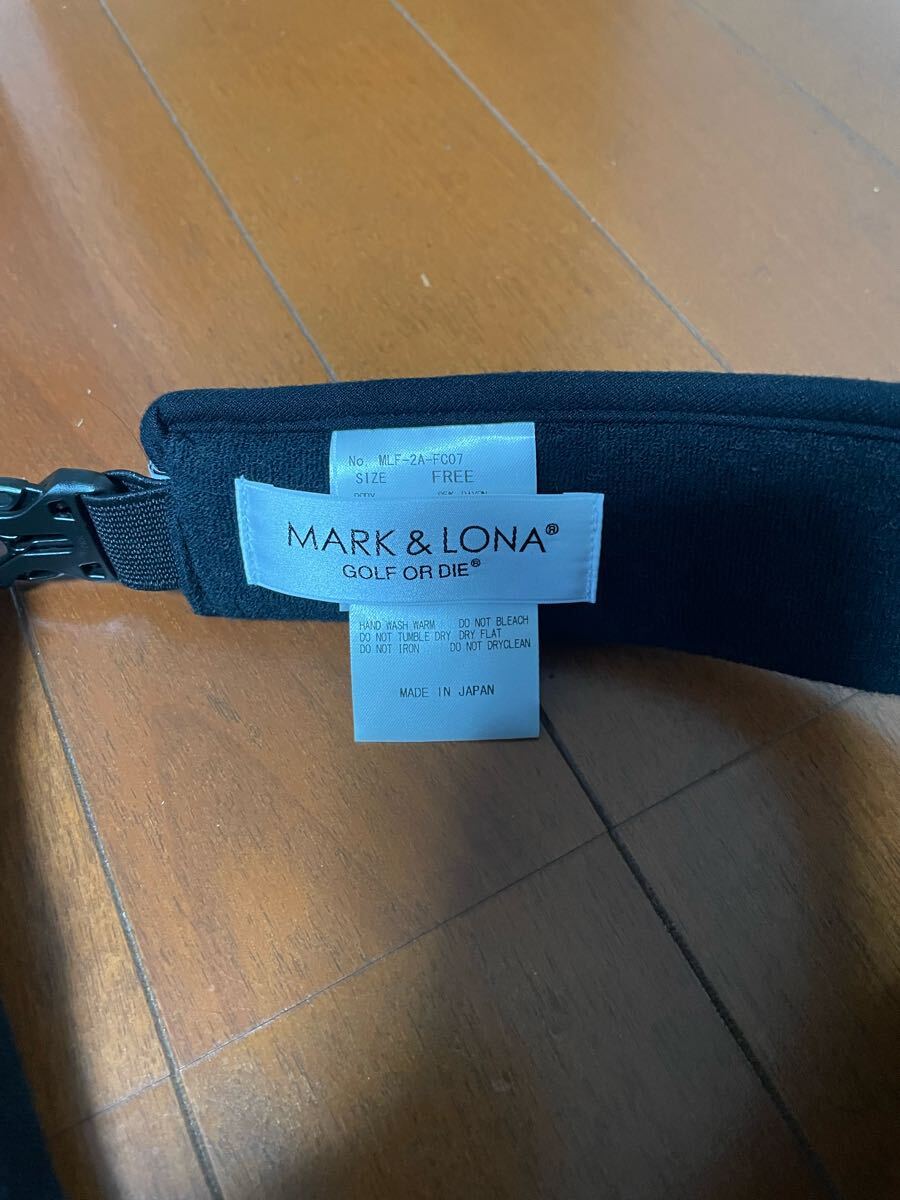 No. MLF-2A-FC07
SIZE FREE
MARK & LONA®
GOLF OR DIE®
HAND WASH WARM DO NOT BLEACH
DO NOT TUMBLE DRY DRY FLAT
DO NOT IRON DO NOT DRYCLEAN
MADE IN JAPAN